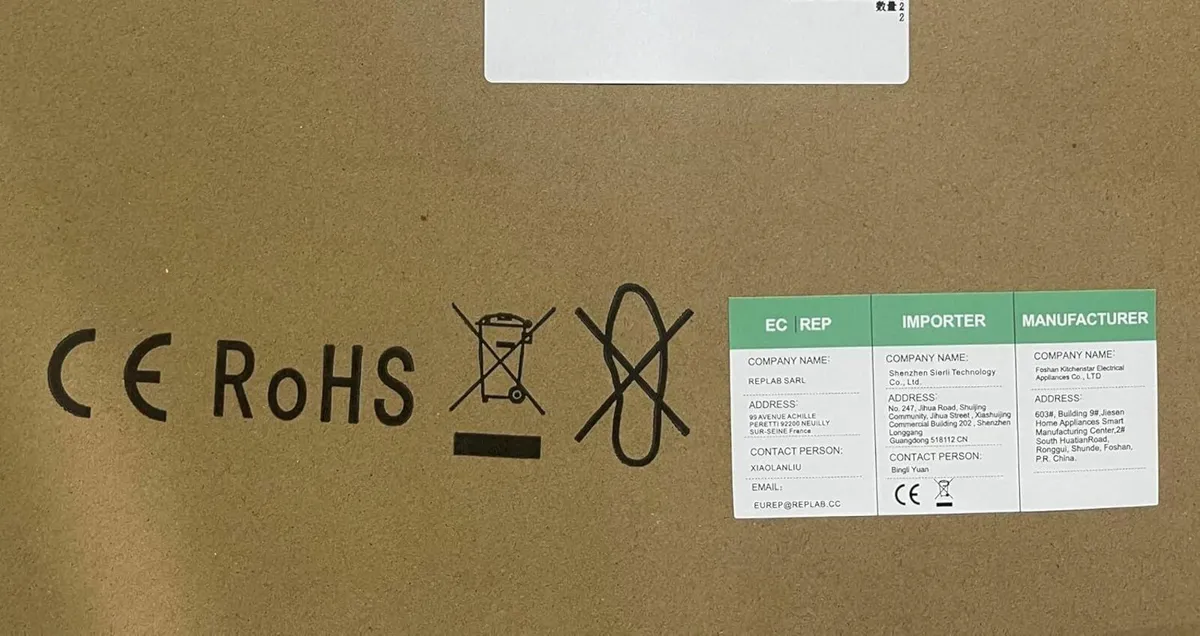 數量 2
2
CE RoHS
EC REP
COMPANY NAME:
REPLAB SARL
ADDRESS:
99 AVENUE ACHILLE
PERETTI 92200 NEUILLY
SUR-SEINE France
CONTACT PERSON:
XIAOLANLIU
EMAIL:
EUREP@REPLAB.CC
IMPORTER
COMPANY NAME:
Shenzhen Sierli Technology
Co., Ltd.
ADDRESS:
No, 247, Jihua Road, Shuijing
Community, Jihua Street , Xiashuijing
Commercial Building 202 , Shenzhen
Longgang
Guangdong 518112 CN
CONTACT PERSON:
Bingli Yuan
CE
MANUFACTURER
COMPANY NAME:
Foshan Kitchenstar Electrical
Appliances Co., LTD
ADDRESS:
603#, Building 9#,Jiesen
Home Appliances Smart
Manufacturing Center,2#
South HuatianRoad,
Ronggui, Shunde, Foshan,
P.R. China.